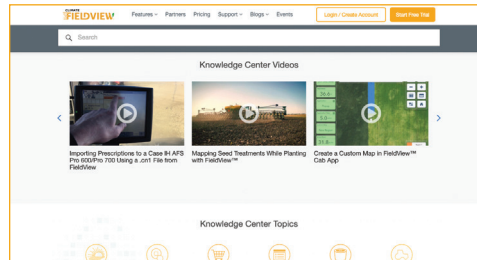 CLIMATE
FIELDVIEW
Features Partners Pricing Support Blogs Events
Login / Create Account
Start Free Trial
Search
Knowledge Center Videos
Importing Prescriptions to a Case IH AFS
Pro 600/Pro 700 Using a .cn1 File from
FieldView
Mapping Seed Treatments While Planting
with FieldView™
Create a Custom Map in FieldView™
Cab App
Knowledge Center Topics